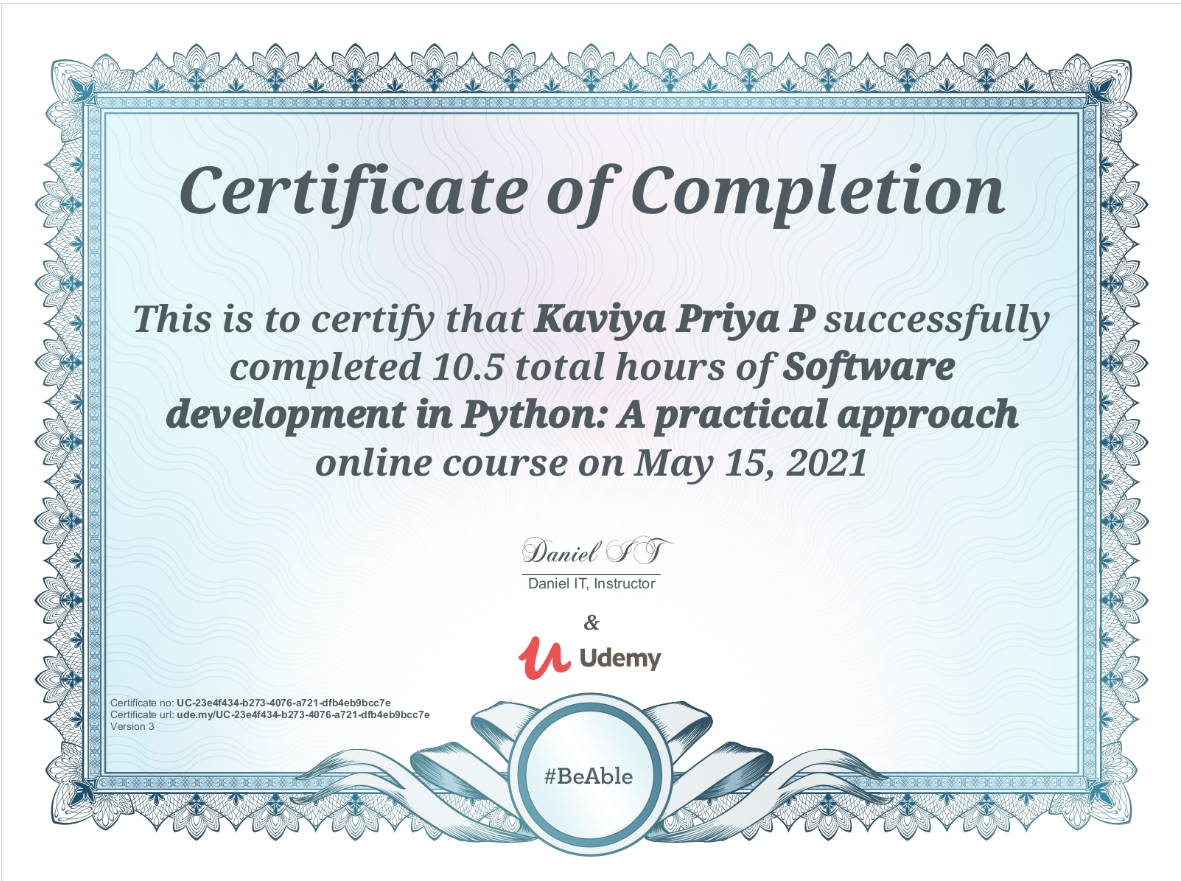 Certificate of Completion
This is to certify that Kaviya Priya P successfully
completed 10.5 total hours of Software
development in Python: A practical approach
online course on May 15, 2021
Daniel IT
Daniel IT, Instructor
&
Udemy
Certificate no: UC-23e4f434-b273-4076-a721-dfb4eb9bcc7e
Certificate url: ude.my/UC-23e4f434-b273-4076-a721-dfb4eb9bcc7e
Version 3
#BeAble